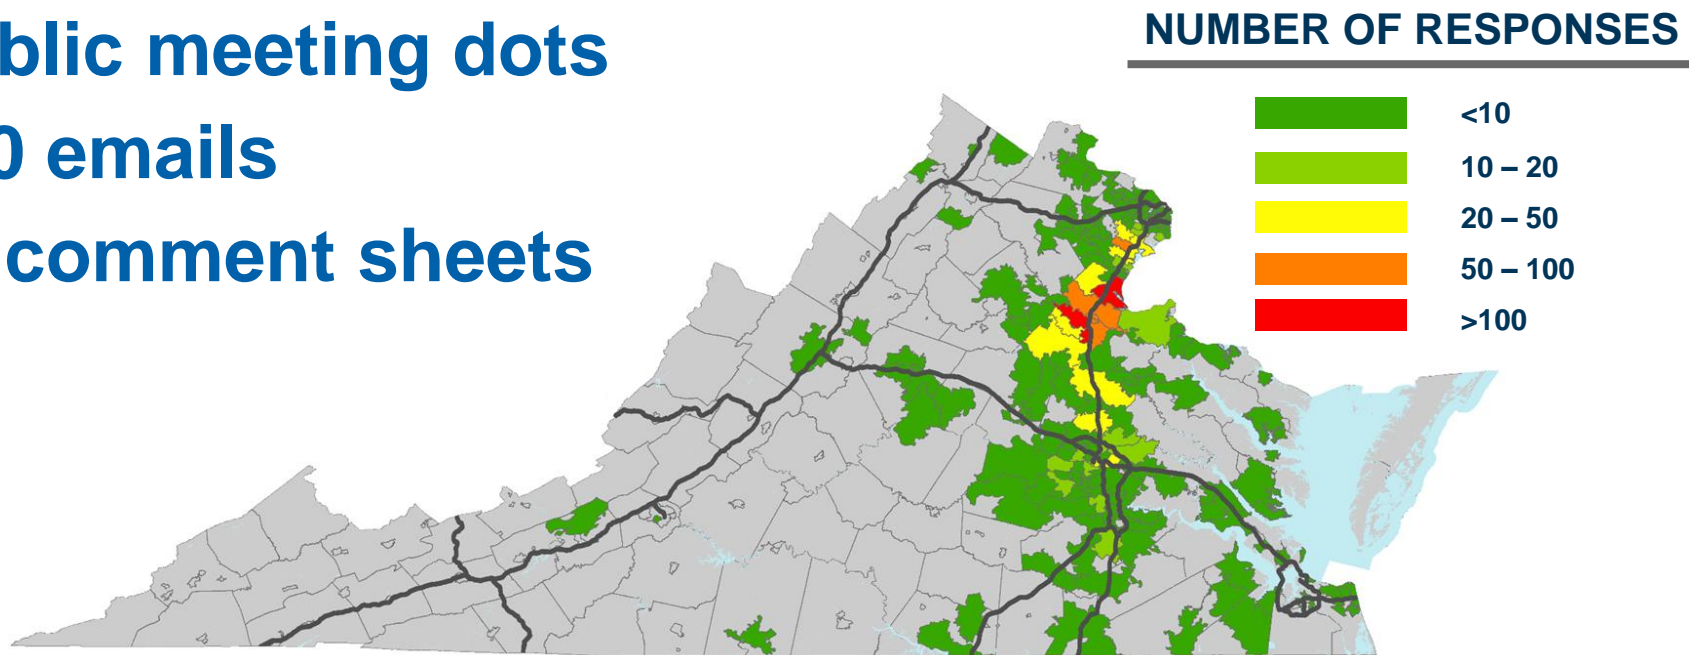 blic meeting dots
0 emails
comment sheets
NUMBER OF RESPONSES
<10
10 – 20
20 – 50
50 – 100
>100